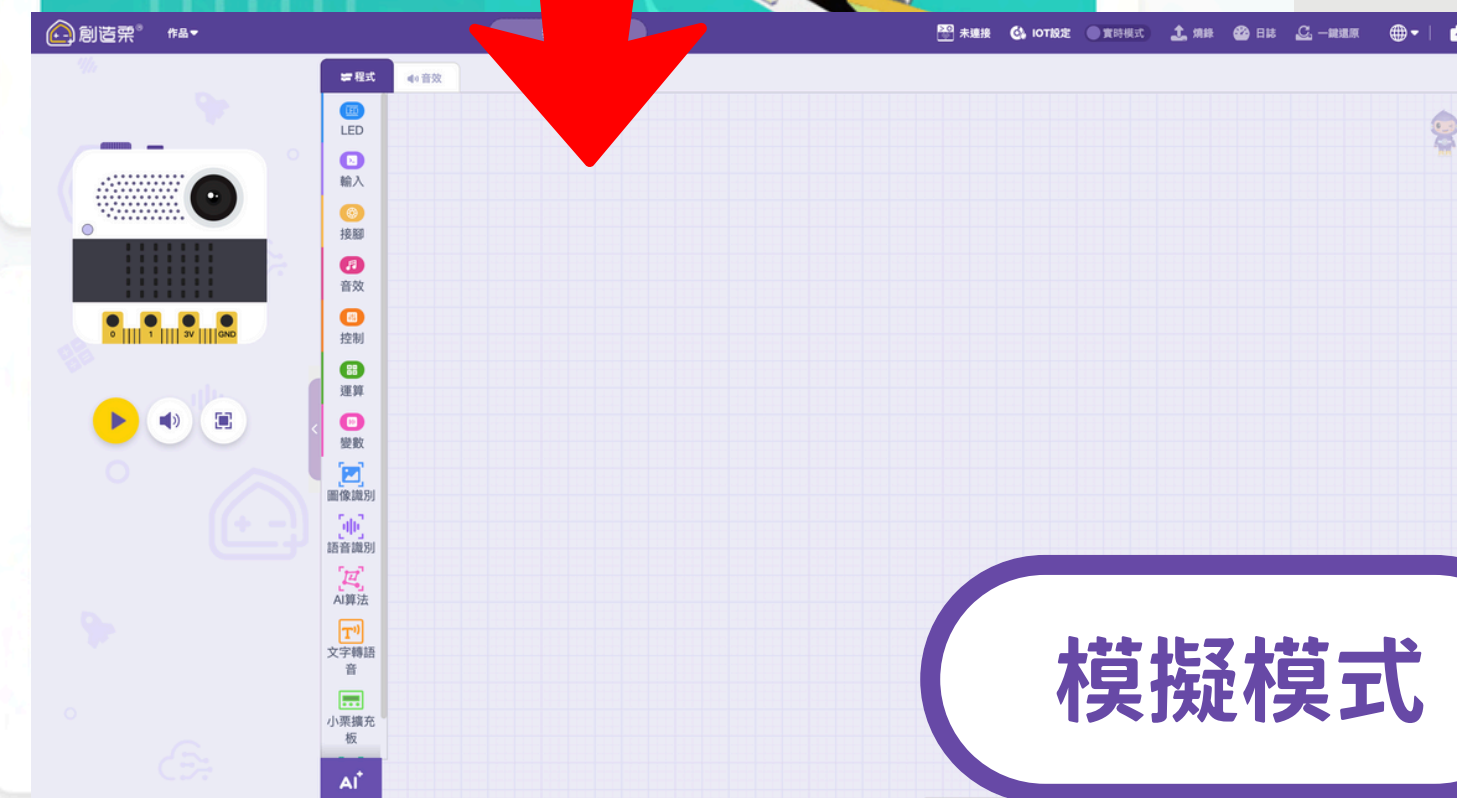 創造栗® 作品 未連接 IOT設定 實時模式 燒錄 日誌 一鍵還原
程式 音效
LED
輸入
接腳
音效
控制
運算
變數
圖像識別
語音識別
AI算法
文字轉語
音
小栗擴充
板
AI+
0 1 3V GND
模擬模式